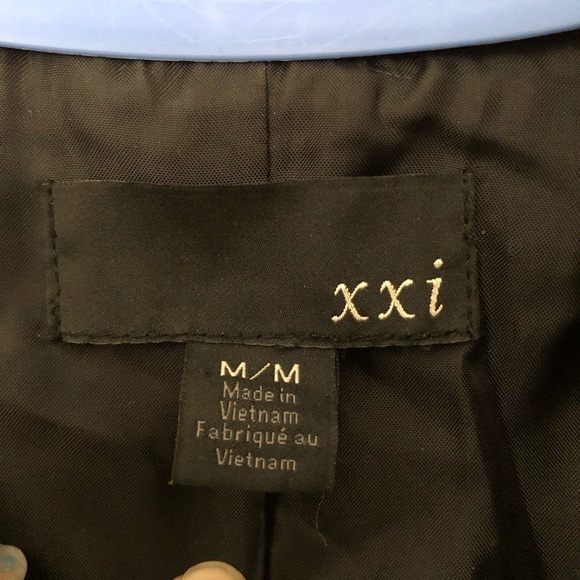 xxi
M/M
Made in
Vietnam
Fabriqué au
Vietnam